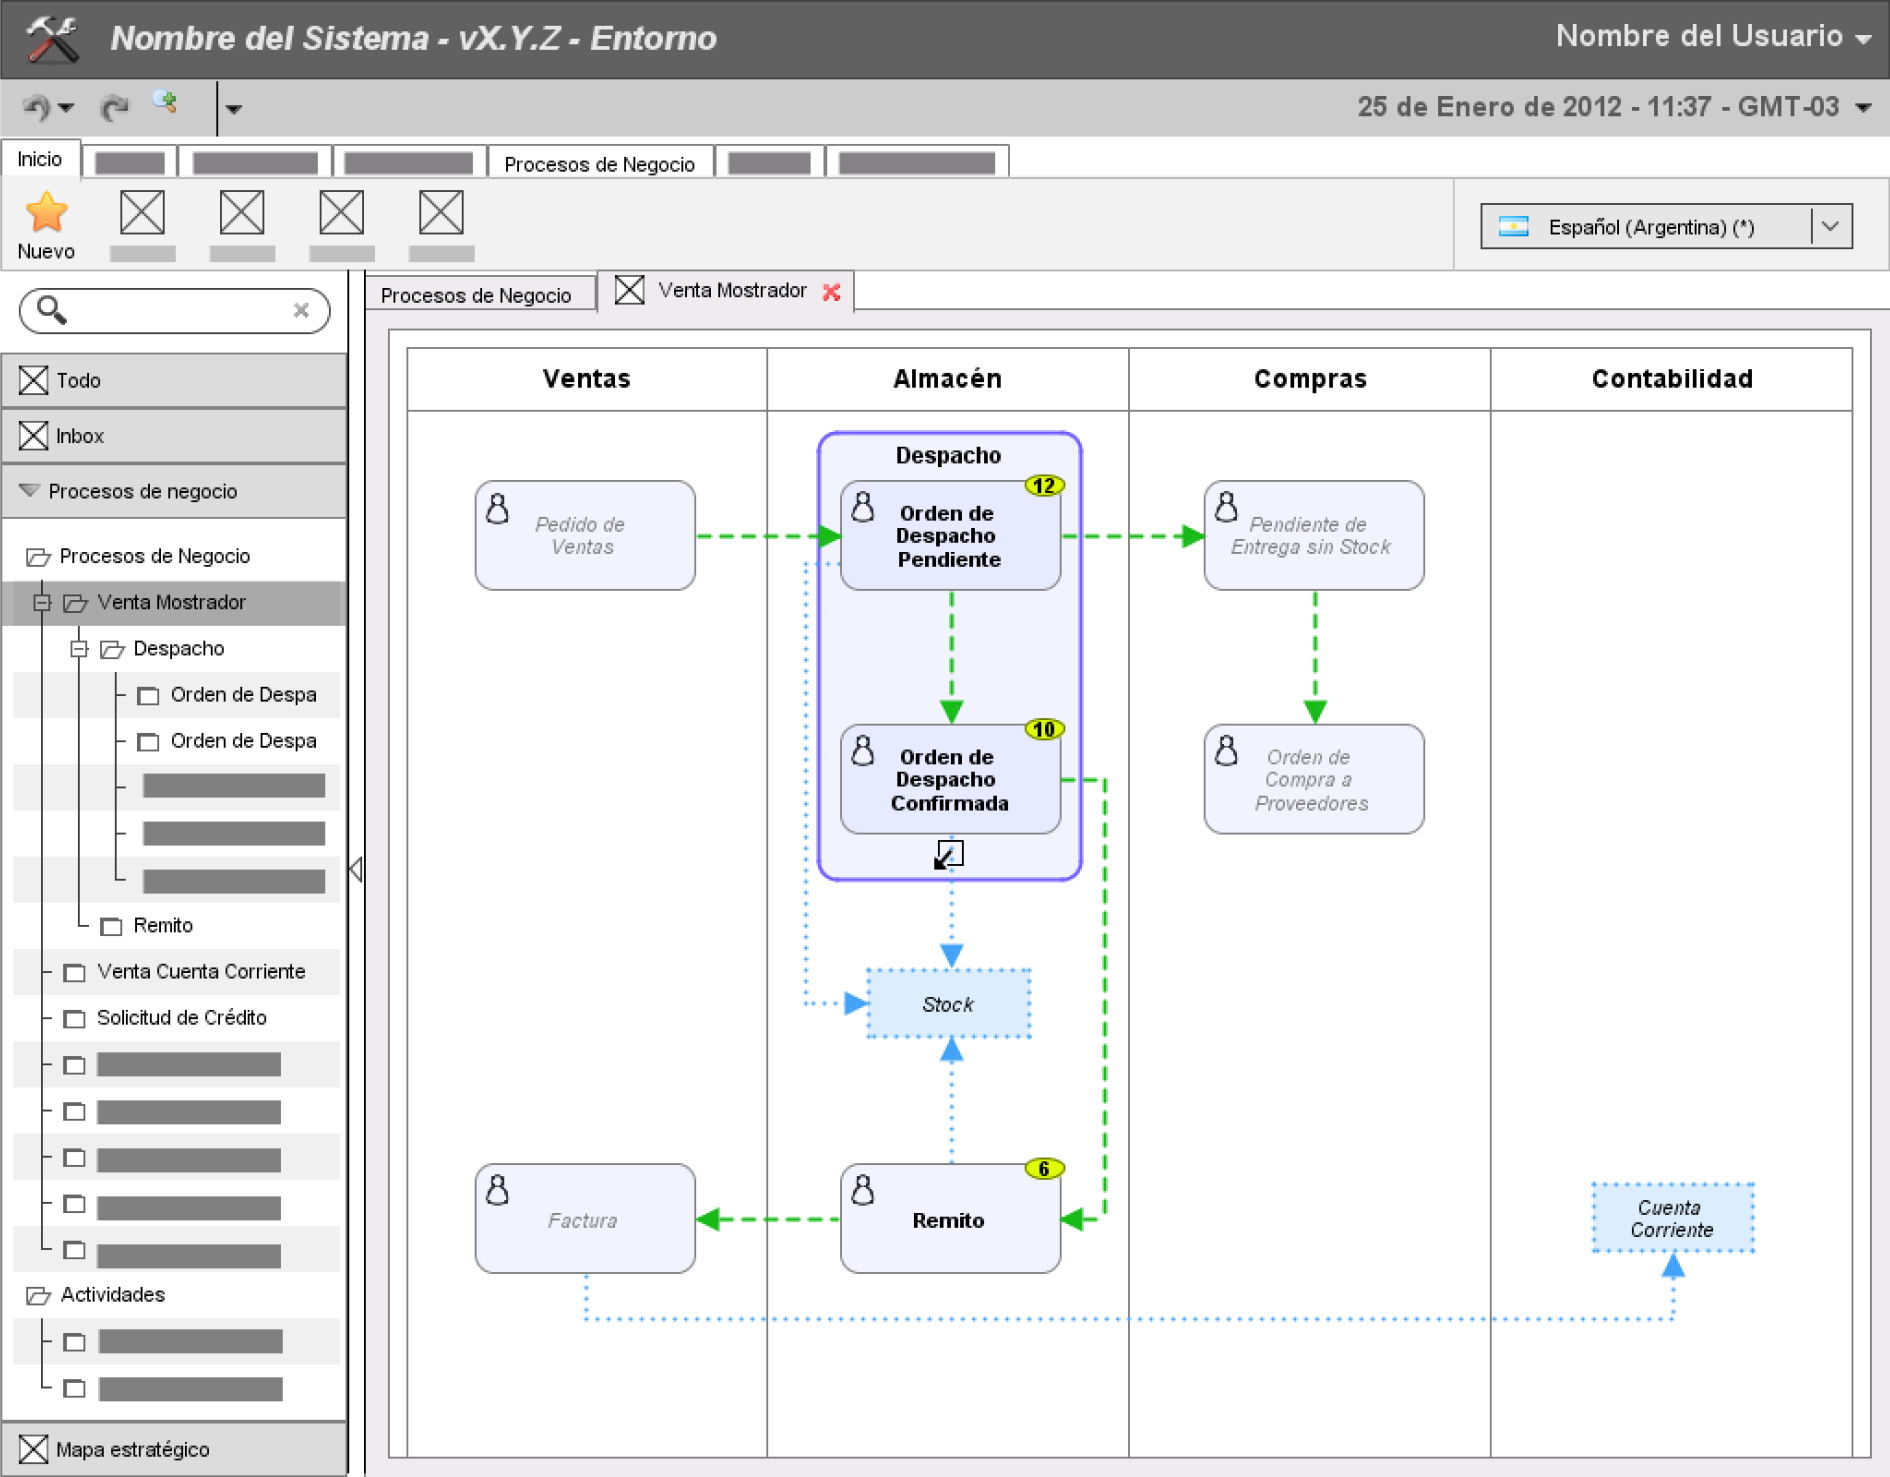 Nombre del Sistema - vX.Y.Z - Entorno
Nombre del Usuario
25 de Enero de 2012 - 11:37 - GMT-03
Inicio
Procesos de Negocio
Nuevo
Español (Argentina) (*)
Todo
Inbox
Procesos de negocio
Procesos de Negocio
Venta Mostrador
Despacho
Orden de Despa
Orden de Despa
Remito
Venta Cuenta Corriente
Solicitud de Crédito
Actividades
Mapa estratégico
Procesos de Negocio
Venta Mostrador
Ventas
Almacén
Compras
Contabilidad
Despacho
Pedido de
Ventas
12
Orden de
Despacho
Pendiente
Pendiente de
Entrega sin Stock
10
Orden de
Despacho
Confirmada
Orden de
Compra a
Proveedores
Stock
Factura
6
Remito
Cuenta
Corriente